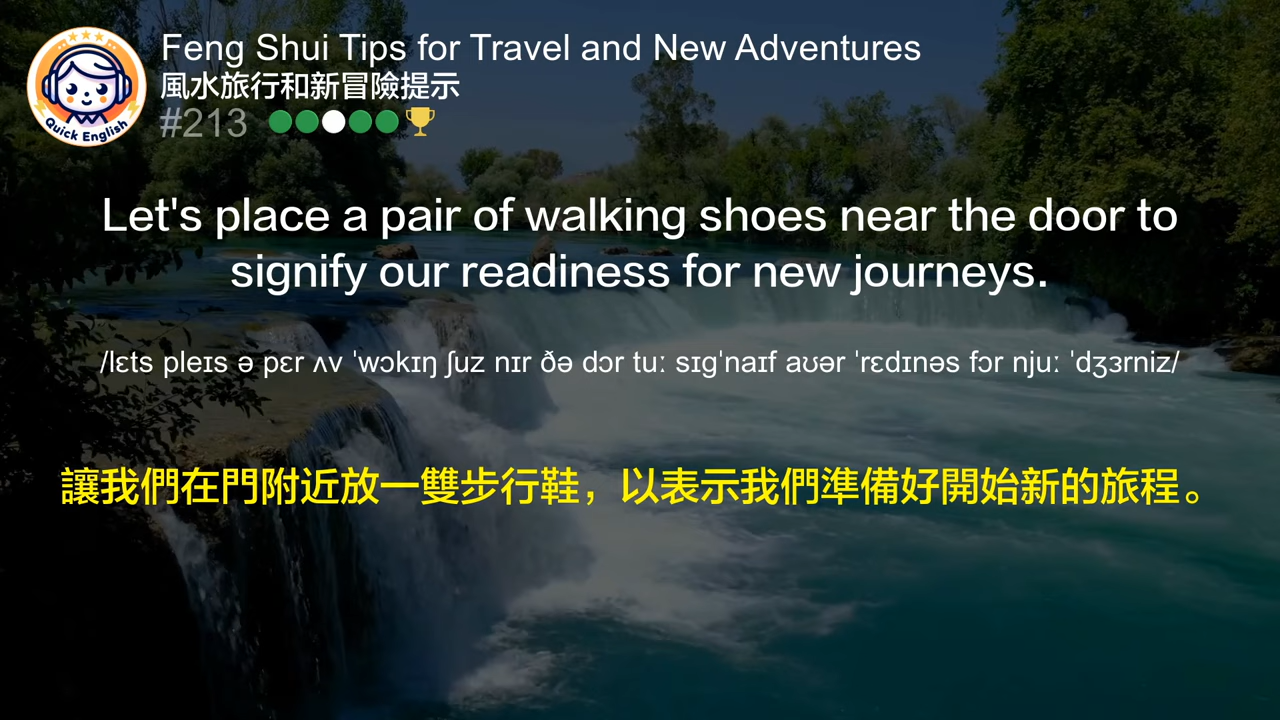 Feng Shui Tips for Travel and New Adventures
風水旅行和新冒險提示
#213
Quick English
Let's place a pair of walking shoes near the door to
signify our readiness for new journeys.
/lɛts pleɪs ə pɛr ʌv ˈwɔkɪŋ ʃuz nɪr ðə dɔr tuː sɪɡˈnaɪf aʊər ˈrɛdɪnəs fɔr njuː ˈdʒɜrniz/
讓我們在門附近放一雙步行鞋，以表示我們準備好開始新的旅程。